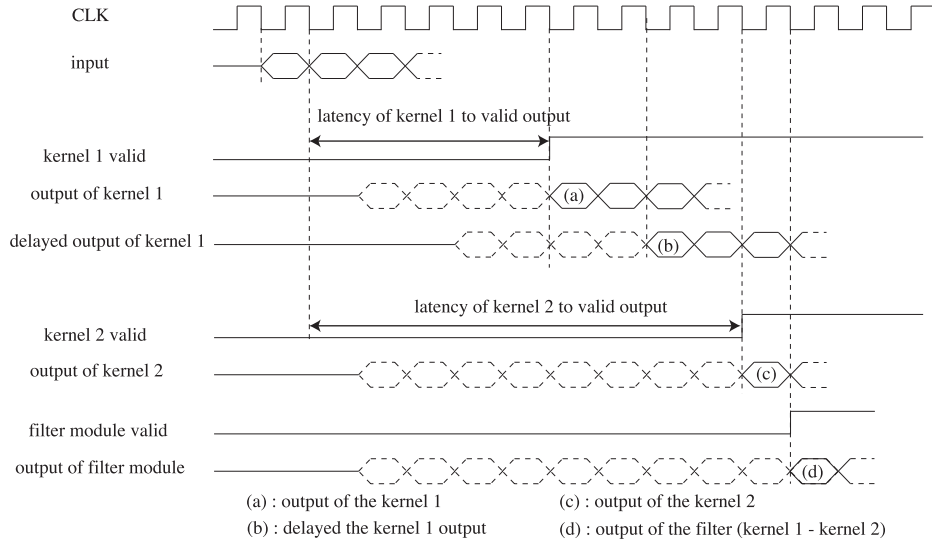 CLK
input
latency of kernel 1 to valid output
kernel 1 valid
output of kernel 1
(a)
delayed output of kernel 1
(b)
latency of kernel 2 to valid output
kernel 2 valid
output of kernel 2
(c)
filter module valid
output of filter module
(d)
(a) : output of the kernel 1
(c) : output of the kernel 2
(b) : delayed the kernel 1 output
(d) : output of the filter (kernel 1 - kernel 2)